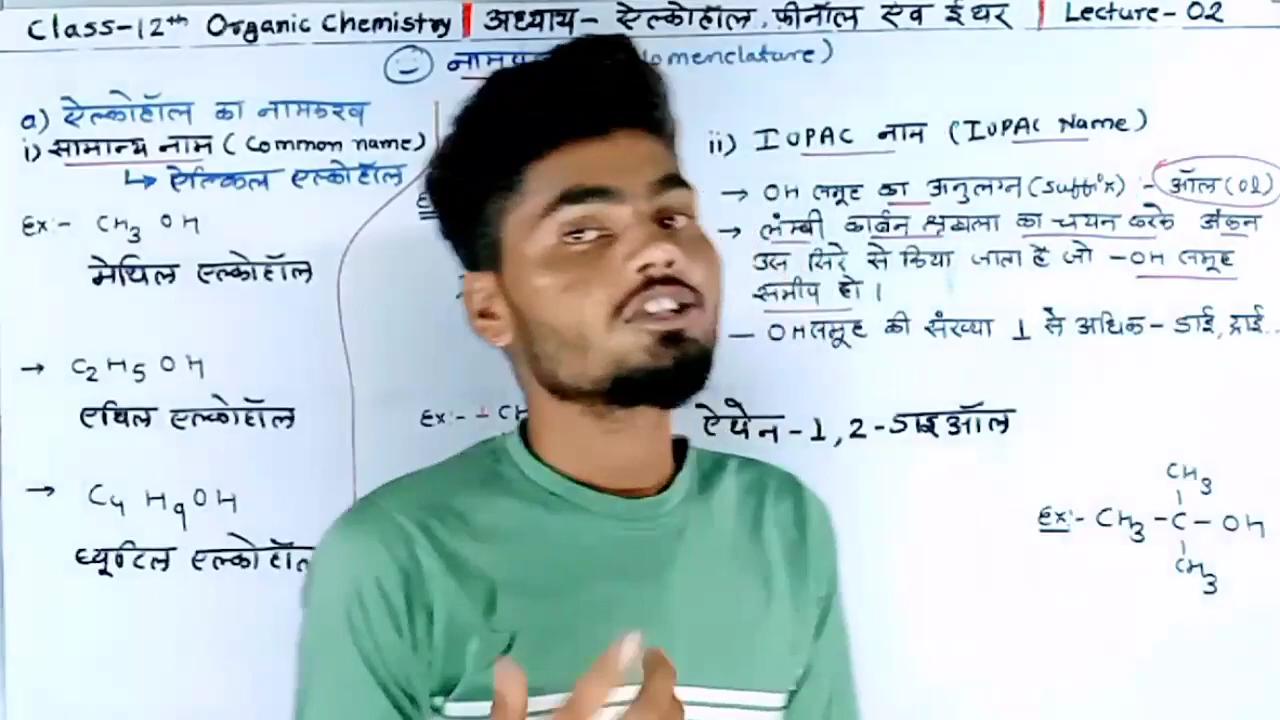 Class-12th Organic Chemistry | अध्याय- ऐल्कोहॉल, फीनॉल एवं ईथर | Lecture-02
omenclature)
a) ऐल्कोहॉल का नामकरण
i) सामान्य नाम (Common name)
↳ ऐल्किल एल्कोहॉल
Ex:- CH3 OH
मेथिल एल्कोहॉल
→ C2H5 OH
एथिल एल्कोहॉल
→ C4 H9OH
ब्यूटिल एल्कोहॉल
ii) IUPAC नाम (IUPAC Name)
→ OH समूह का अनुलग्न (suffix) - ऑल (Ol)
→ लंम्बी कार्बन श्रृंखला का चयन करके अंकन
उस सिरे से किया जाता है जो -OH समूह
समीप हो।
— OH समूह की संख्या 1 से अधिक - डाई, ट्राई..
Ex:- - CH
ऐथेन-1,2-डाइऑल
CH3
Ex:- CH3 -C- OH
CH3